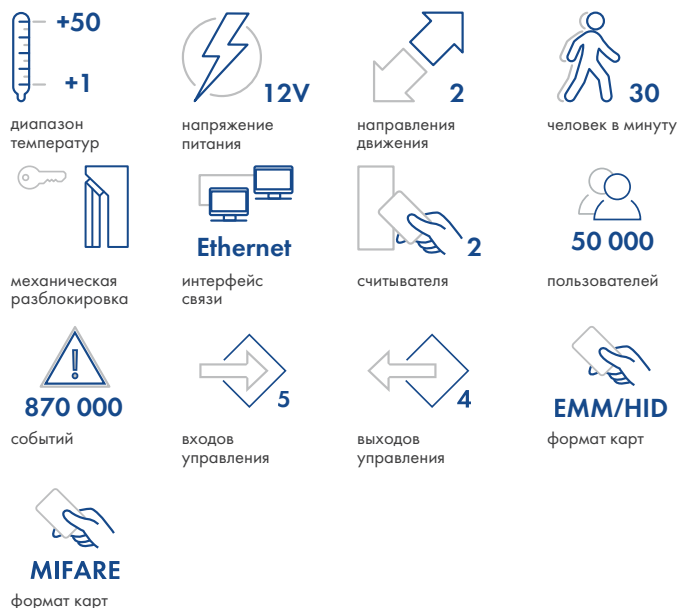 +50
+1
диапазон
температур
12V
напряжение
питания
2
направления
движения
30
человек в минуту
механическая
разблокировка
Ethernet
интерфейс
связи
2
считывателя
50 000
пользователей
870 000
событий
5
входов
управления
4
выходов
управления
EMM/HID
формат карт
MIFARE
формат карт